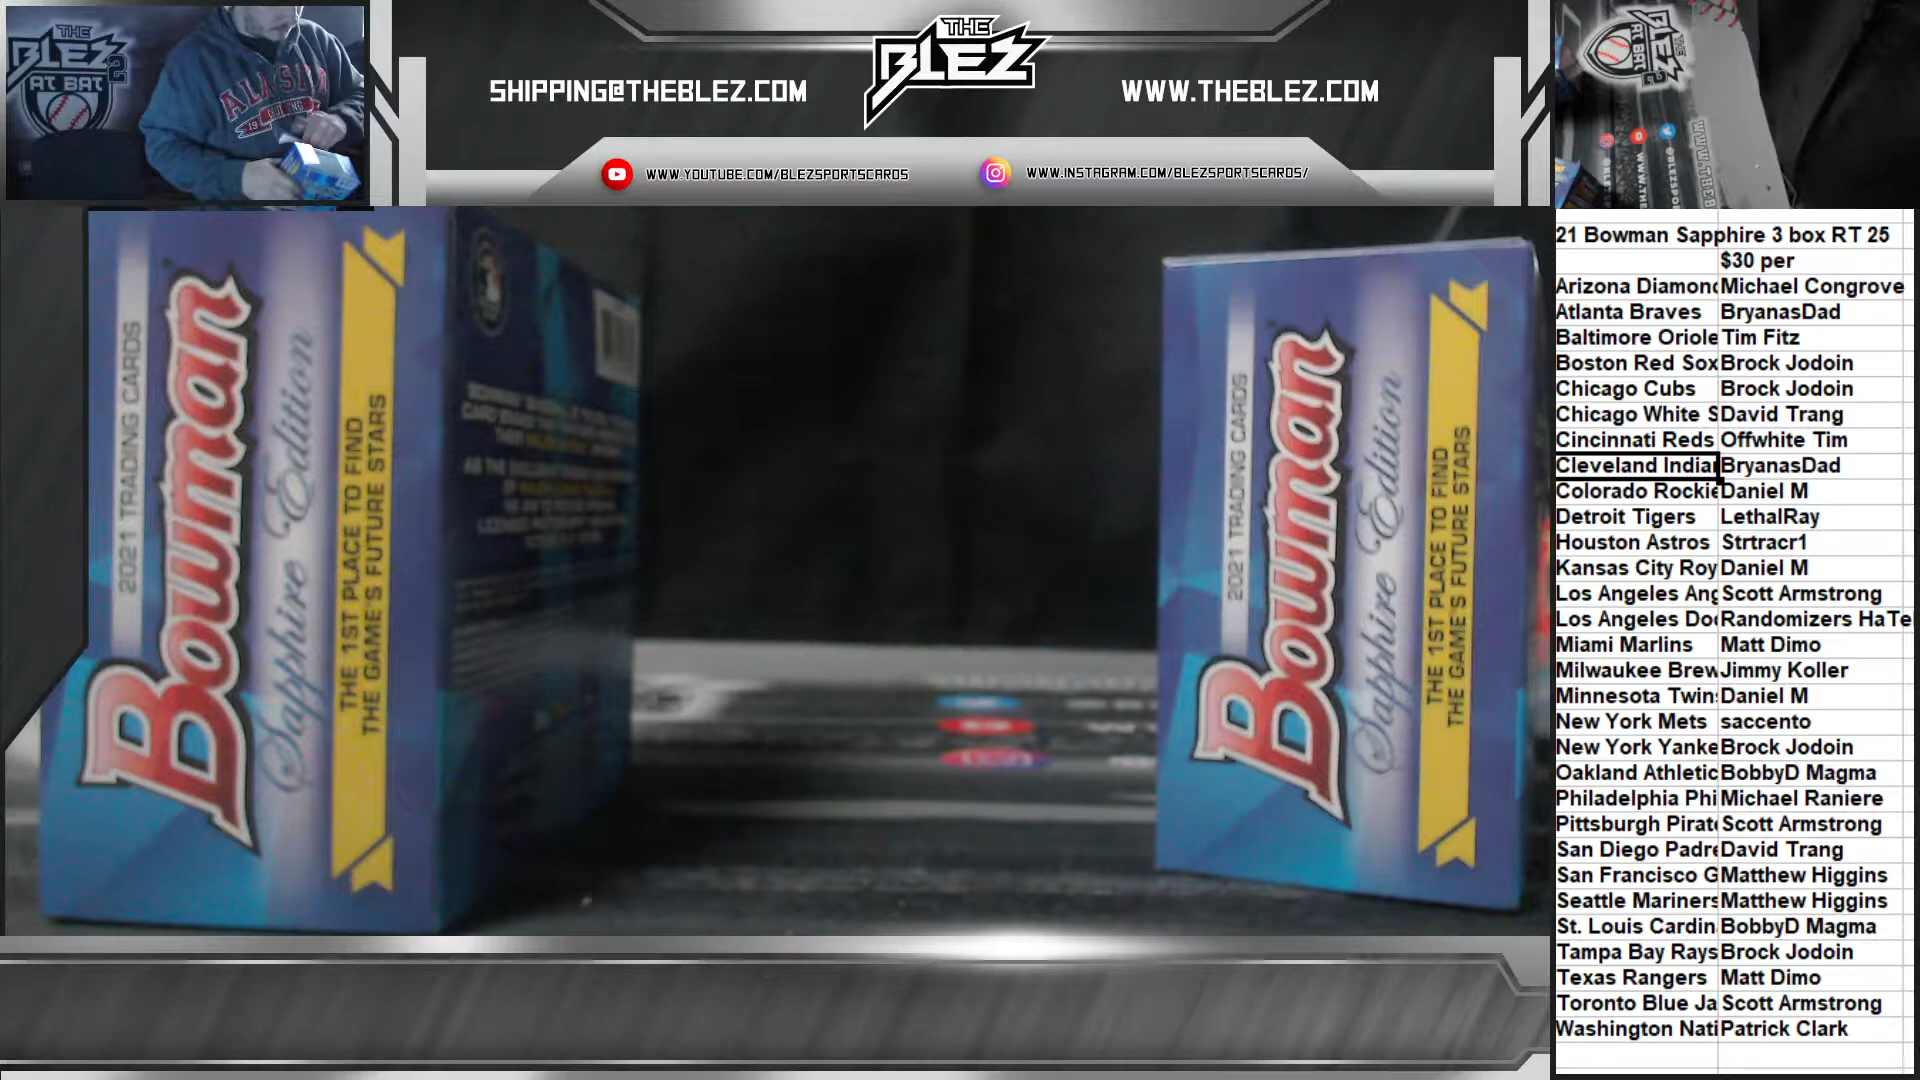 THE
BLEZ
2
AT BAT
ALASKA
SHIPPING@THEBLEZ.COM
THE
BLEZ
WWW.THEBLEZ.COM
WWW.YOUTUBE.COM/BLEZSPORTSCARDS
WWW.INSTAGRAM.COM/BLEZSPORTSCARDS/
2021 TRADING CARDS
Bowman
Sapphire Edition
THE 1ST PLACE TO FIND
THE GAME'S FUTURE STARS
2021 TRADING CARDS
Bowman
Sapphire Edition
THE 1ST PLACE TO FIND
THE GAME'S FUTURE STARS
21 Bowman Sapphire 3 box RT 25
$30 per
Arizona Diamond Michael Congrove
Atlanta Braves BryanasDad
Baltimore Oriole Tim Fitz
Boston Red Sox Brock Jodoin
Chicago Cubs Brock Jodoin
Chicago White S David Trang
Cincinnati Reds Offwhite Tim
Cleveland Indian BryanasDad
Colorado Rockie Daniel M
Detroit Tigers LethalRay
Houston Astros Strtracr1
Kansas City Roy Daniel M
Los Angeles Ang Scott Armstrong
Los Angeles Do Randomizers HaTe
Miami Marlins Matt Dimo
Milwaukee Brew Jimmy Koller
Minnesota Twins Daniel M
New York Mets saccento
New York Yanke Brock Jodoin
Oakland Athletic BobbyD Magma
Philadelphia Phi Michael Raniere
Pittsburgh Pirat Scott Armstrong
San Diego Padre David Trang
San Francisco G Matthew Higgins
Seattle Mariners Matthew Higgins
St. Louis Cardin BobbyD Magma
Tampa Bay Rays Brock Jodoin
Texas Rangers Matt Dimo
Toronto Blue Ja Scott Armstrong
Washington Nati Patrick Clark